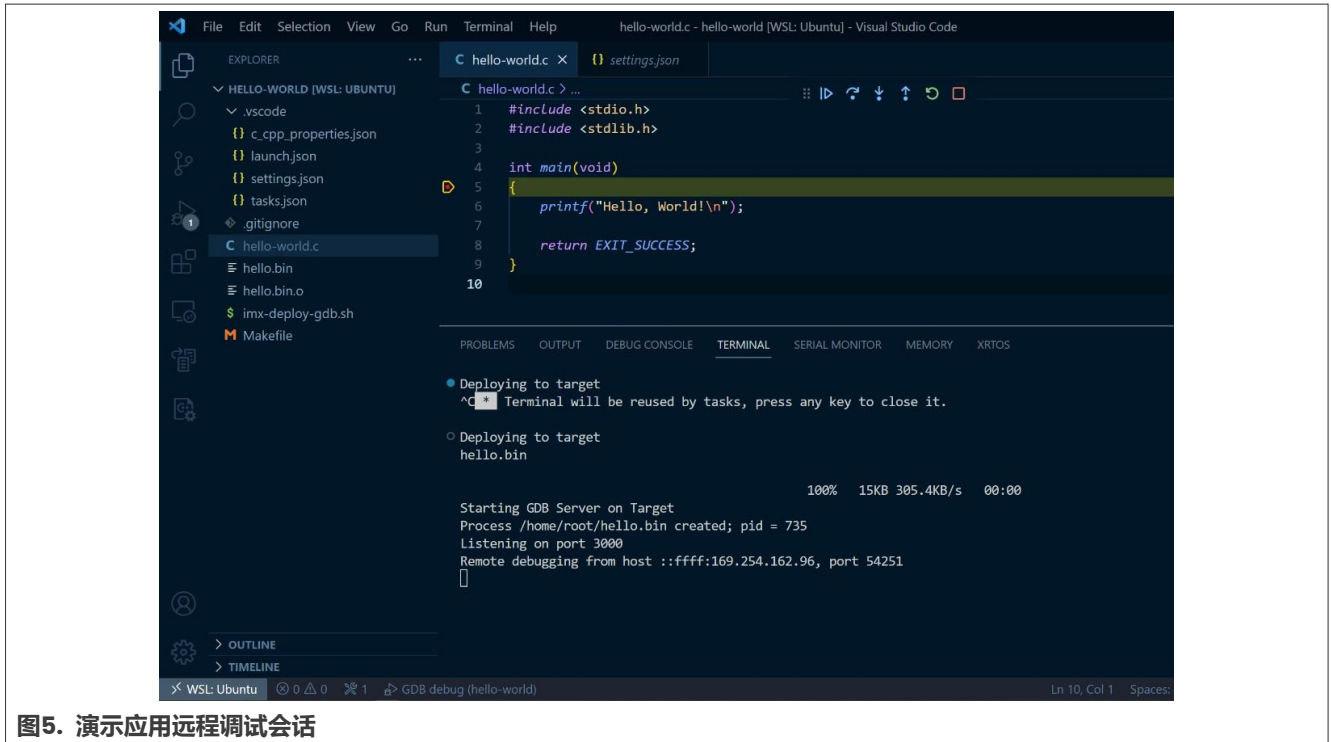 File Edit Selection View Go Run Terminal Help hello-world.c - hello-world [WSL: Ubuntu] - Visual Studio Code
EXPLORER ...
HELLO-WORLD [WSL: UBUNTU]
.vscode
{} c_cpp_properties.json
{} launch.json
{} settings.json
{} tasks.json
.gitignore
C hello-world.c
hello.bin
hello.bin.o
$ imx-deploy-gdb.sh
M Makefile
1
C hello-world.c × {} settings.json
C hello-world.c > ...
1 #include <stdio.h>
2 #include <stdlib.h>
3
4 int main(void)
5 {
6 printf("Hello, World!\n");
7
8 return EXIT_SUCCESS;
9 }
10
PROBLEMS OUTPUT DEBUG CONSOLE TERMINAL SERIAL MONITOR MEMORY XRTOS
Deploying to target
^C * Terminal will be reused by tasks, press any key to close it.
Deploying to target
hello.bin
100% 15KB 305.4KB/s 00:00
Starting GDB Server on Target
Process /home/root/hello.bin created; pid = 735
Listening on port 3000
Remote debugging from host ::ffff:169.254.162.96, port 54251
> OUTLINE
> TIMELINE
WSL: Ubuntu 0 0 1 GDB debug (hello-world) Ln 10, Col 1 Spaces:
图5. 演示应用远程调试会话